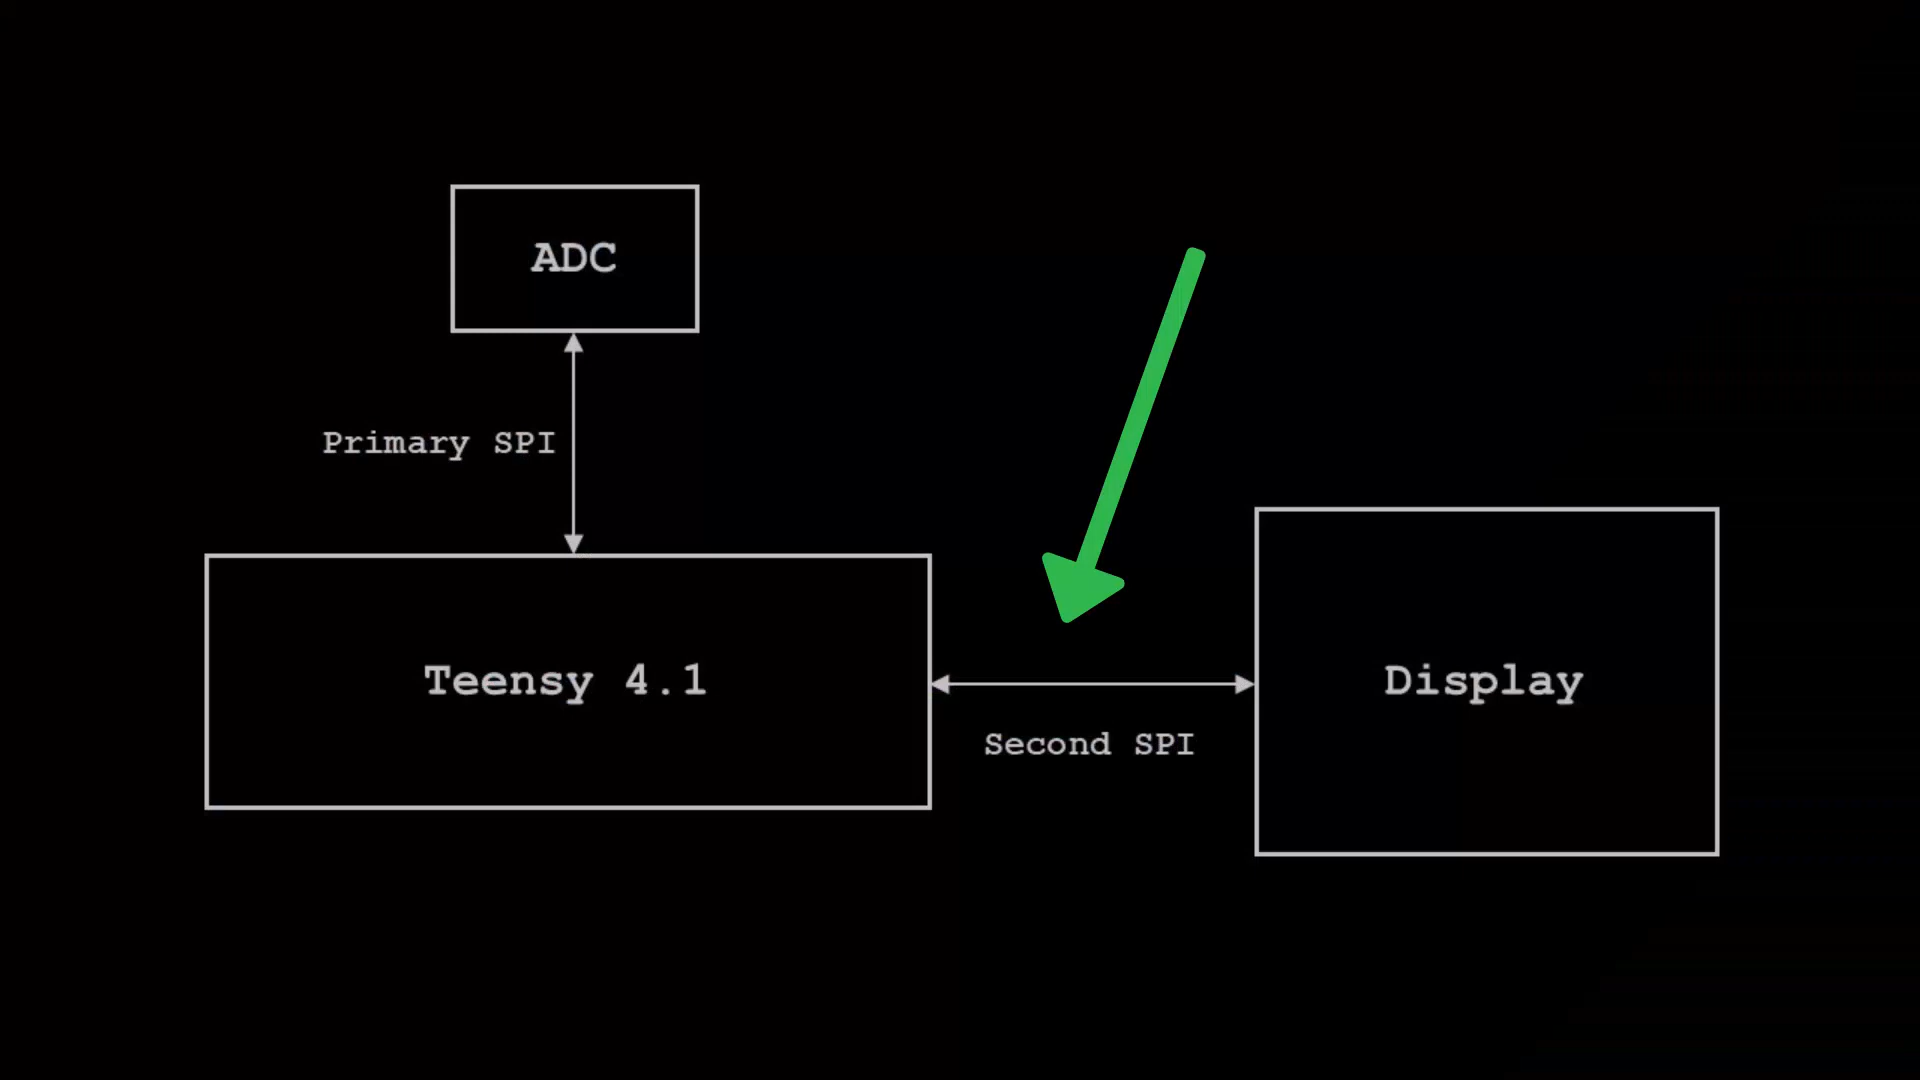 ADC
Primary SPI
Teensy 4.1
Display
Second SPI